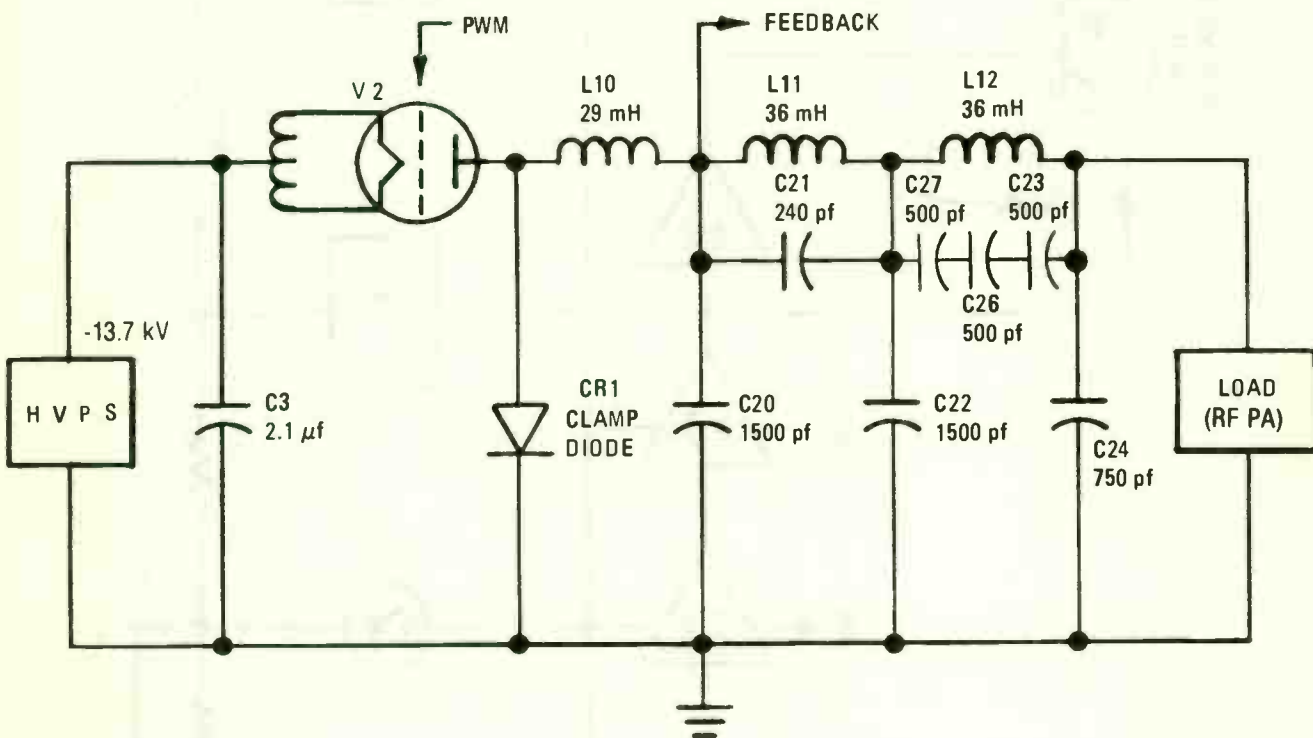 PWM
FEEDBACK
V 2
L10
29 mH
L11
36 mH
L12
36 mH
C21
240 pf
C27
500 pf
C23
500 pf
C26
500 pf
-13.7 kV
H V P S
C3
2.1 µf
CR1
CLAMP
DIODE
C20
1500 pf
C22
1500 pf
C24
750 pf
LOAD
(RF PA)